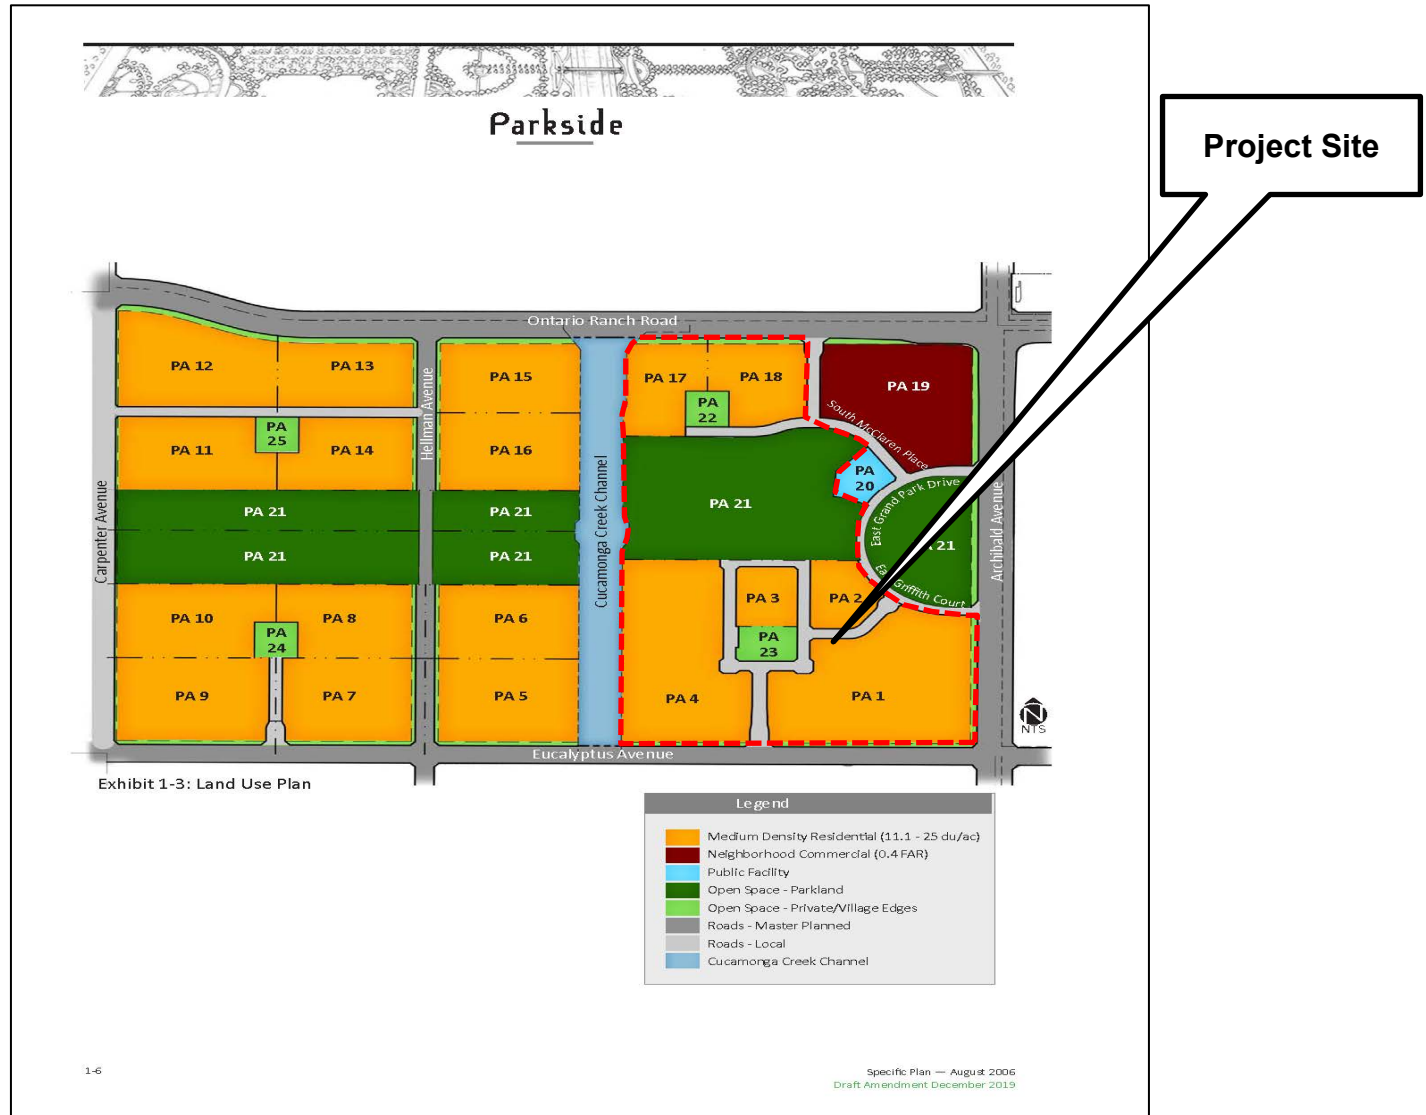 Parkside
Project Site
Ontario Ranch Road
PA 12
PA 13
PA 15
PA 17
PA 18
PA 19
PA
22
PA
25
PA 11
PA 14
PA 16
South McClaren Place
PA
20
Hellman Avenue
Cucamonga Creek Channel
Carpenter Avenue
Archibald Avenue
PA 21
PA 21
PA 21
East Grand Park Drive
PA 21
PA 21
21
Griffith Court
PA 10
PA 8
PA 6
PA 3
PA 2
PA
24
PA
23
PA 9
PA 7
PA 5
PA 4
PA 1
N
NTS
Eucalyptus Avenue
Exhibit 1-3: Land Use Plan
Legend
Medium Density Residential (11.1 - 25 du/ac)
Neighborhood Commercial (0.4 FAR)
Public Facility
Open Space - Parkland
Open Space - Private/Village Edges
Roads - Master Planned
Roads - Local
Cucamonga Creek Channel
1-6
Specific Plan — August 2006
Draft Amendment December 2019